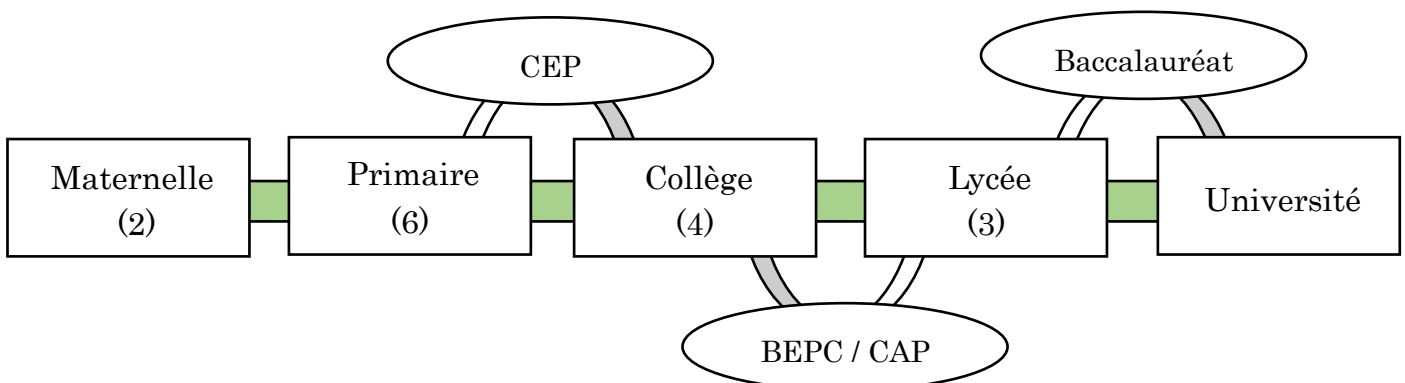 CEP
Baccalauréat
Maternelle
(2)
Primaire
(6)
Collège
(4)
Lycée
(3)
Université
BEPC / CAP